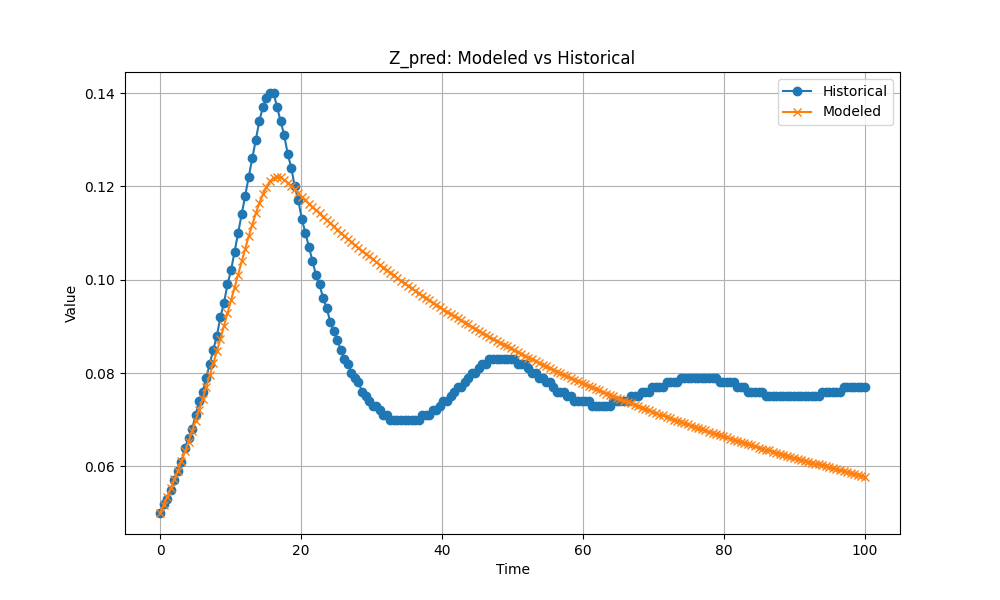 Z_pred: Modeled vs Historical
Historical
Modeled
0.14
0.12
0.10
0.08
0.06
Value
0
20
40
60
80
100
Time